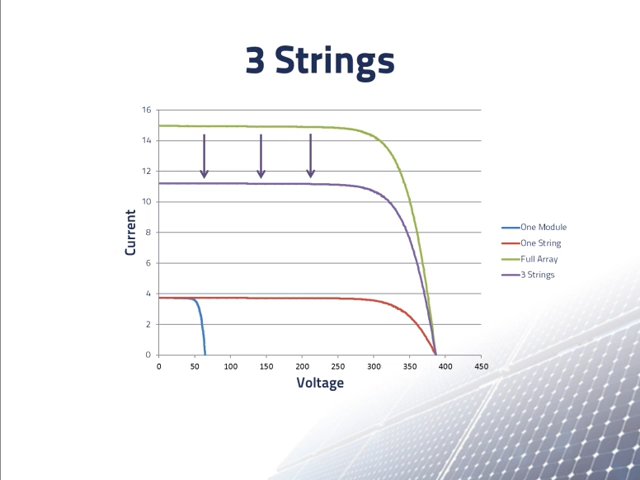 3 Strings
16
14
12
10
8
6
4
2
0
Current
0 50 100 150 200 250 300 350 400 450
Voltage
One Module
One String
Full Array
3 Strings